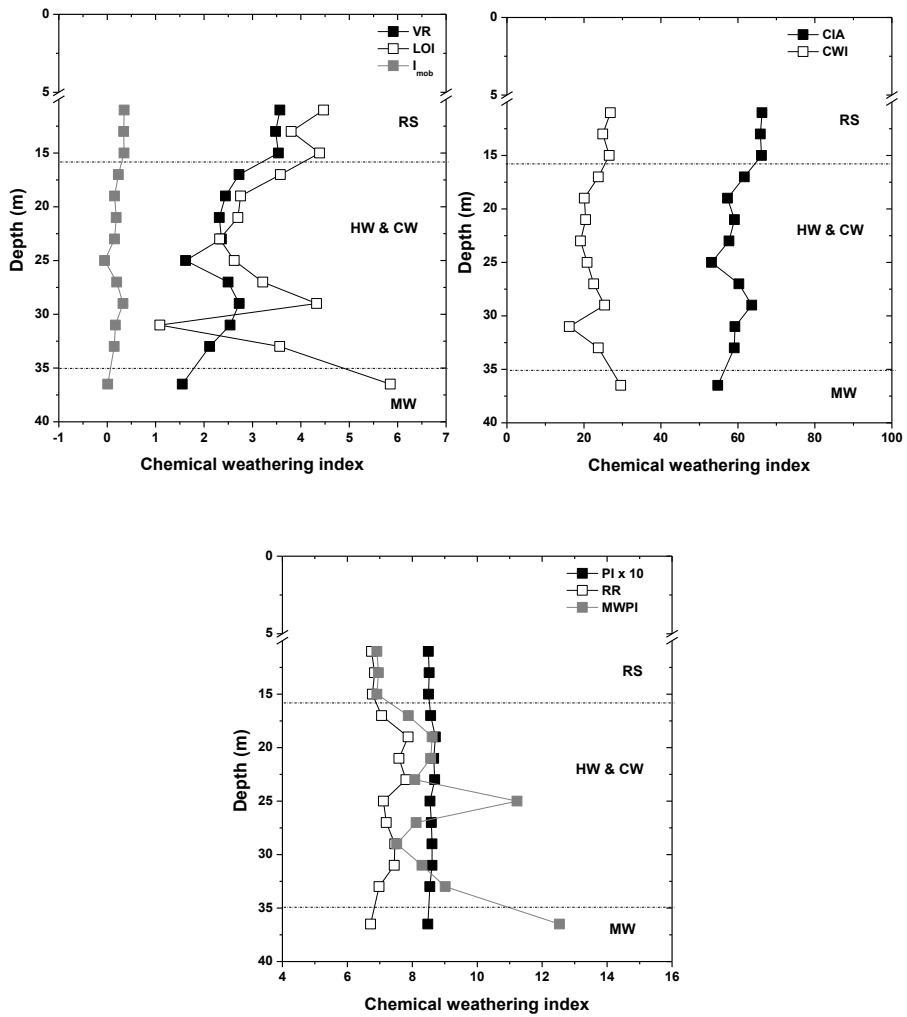 0
5
15
20
25
30
35
40
Depth (m)
-1 0 1 2 3 4 5 6 7
Chemical weathering index
VR
LOI
I mob
RS
HW & CW
MW
0
5
15
20
25
30
35
40
Depth (m)
0 20 40 60 80 100
Chemical weathering index
CIA
CWI
RS
HW & CW
MW
0
5
15
20
25
30
35
40
Depth (m)
4 6 8 10 12 14 16
Chemical weathering index
PI x 10
RR
MWPI
RS
HW & CW
MW